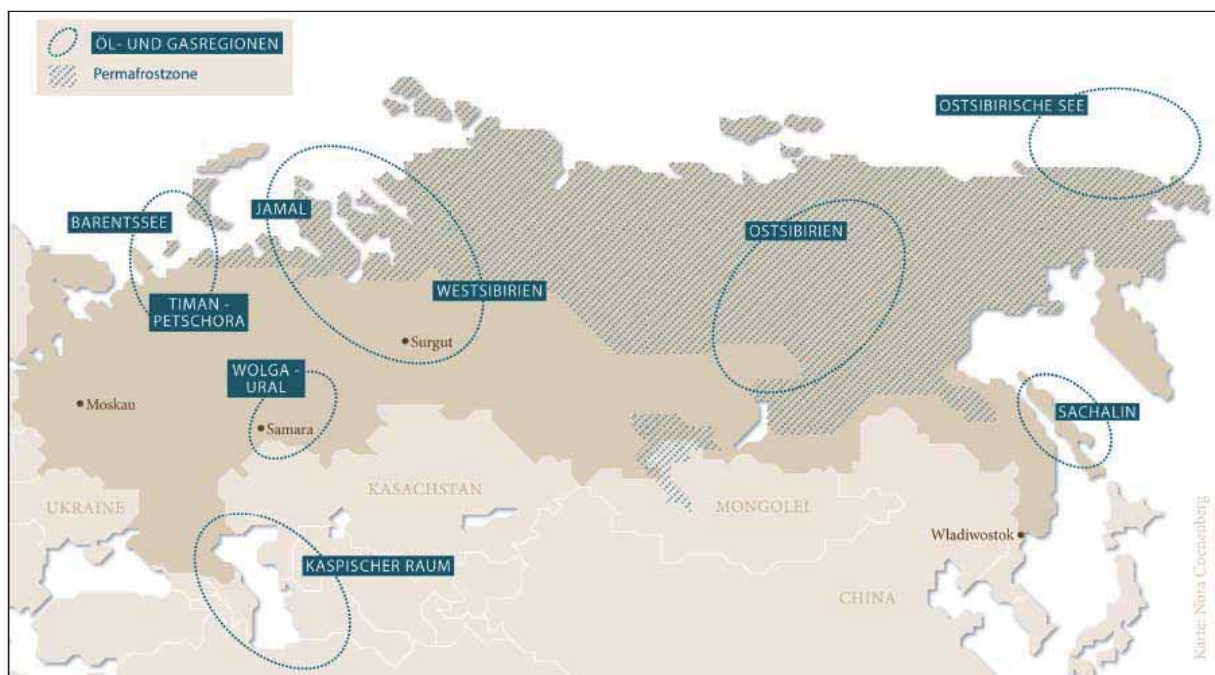 ÖL- UND GASREGIONEN
Permafrostzone
OSTSIBIRISCHE SEE
BARENTSSEE
JAMAL
OSTSIBIRIEN
TIMAN -
PETSCHORA
WESTSIBIRIEN
Surgut
WOLGA -
URAL
Moskau
Samara
SACHALIN
UKRAINE
KASACHSTAN
MONGOLEI
Wladiwostok
KASPISCHER RAUM
CHINA
Karte: Nora Coenenberg